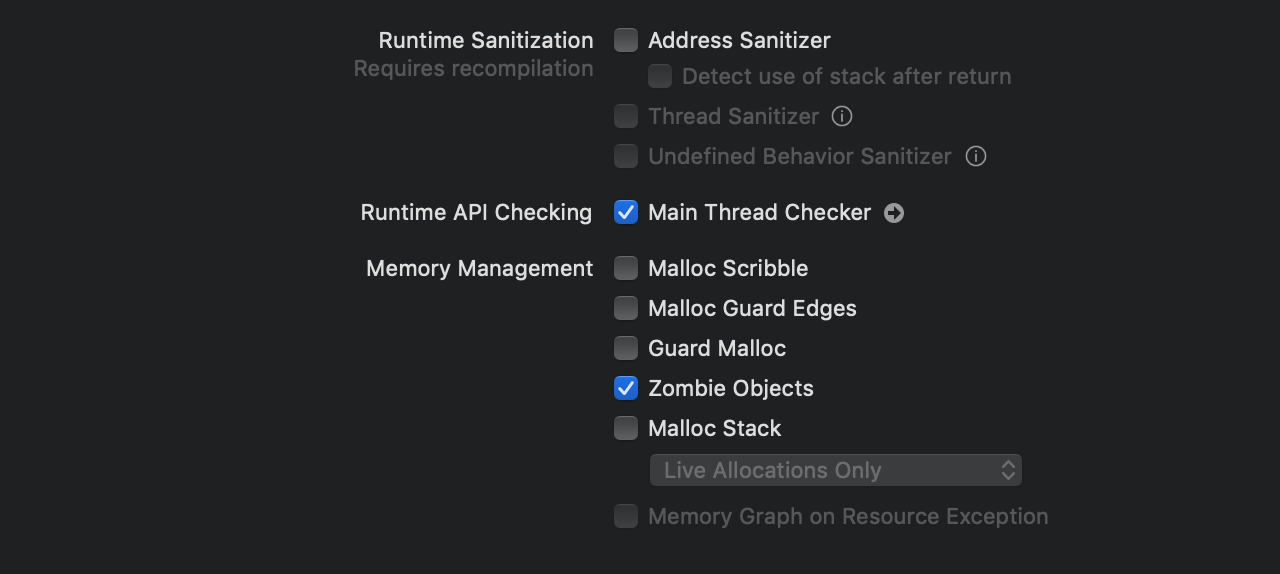 Runtime Sanitization Address Sanitizer
Requires recompilation
Detect use of stack after return
Thread Sanitizer
Undefined Behavior Sanitizer
Runtime API Checking Main Thread Checker
Memory Management Malloc Scribble
Malloc Guard Edges
Guard Malloc
Zombie Objects
Malloc Stack
Live Allocations Only
Memory Graph on Resource Exception